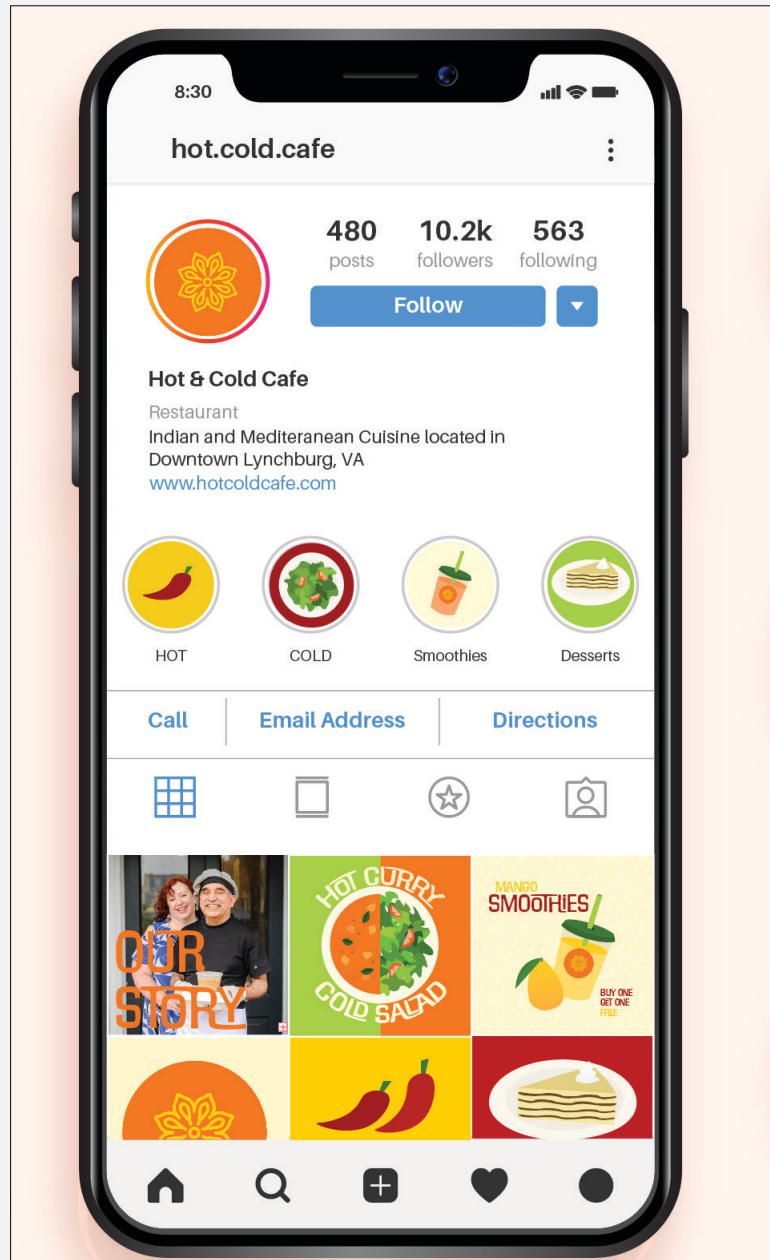 8:30
hot.cold.cafe
480 10.2k 563
posts followers following
Follow
Hot & Cold Cafe
Restaurant
Indian and Mediteranean Cuisine located in
Downtown Lynchburg, VA
www.hotcoldcafe.com
HOT COLD Smoothies Desserts
Call Email Address Directions
OUR
STORY
HOT CURRY
COLD SALAD
MANGO
SMOOTHIES
BUY ONE
GET ONE
FREE